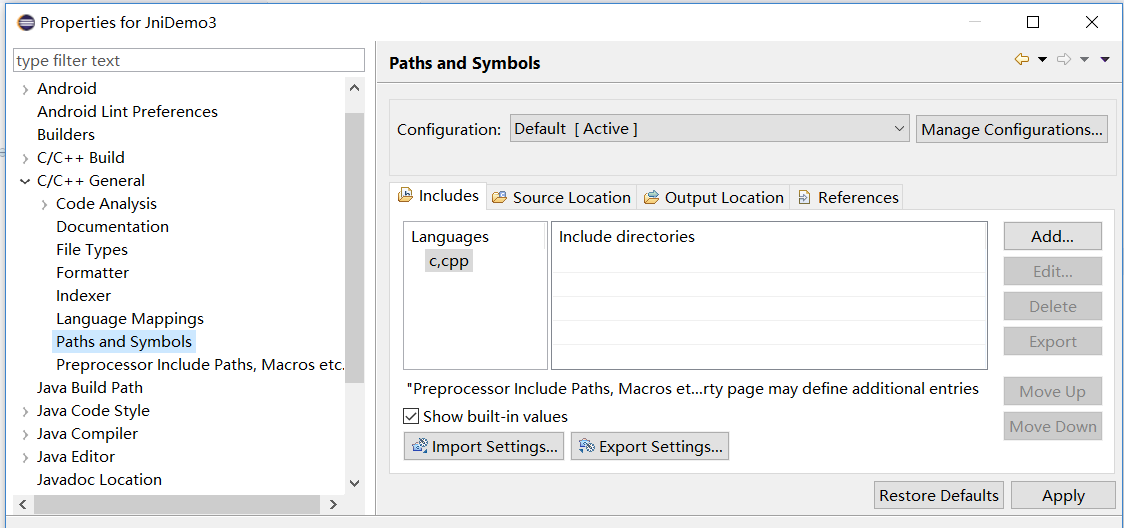 Properties for JniDemo3
type filter text
Android
Android Lint Preferences
Builders
C/C++ Build
C/C++ General
Code Analysis
Documentation
File Types
Formatter
Indexer
Language Mappings
Paths and Symbols
Preprocessor Include Paths, Macros etc.
Java Build Path
Java Code Style
Java Compiler
Java Editor
Javadoc Location
Paths and Symbols
Configuration: Default [ Active ] Manage Configurations...
Includes Source Location Output Location References
Languages Include directories
c,cpp
Add...
Edit...
Delete
Export
Move Up
Move Down
"Preprocessor Include Paths, Macros et...rty page may define additional entries
Show built-in values
Import Settings... Export Settings...
Restore Defaults Apply